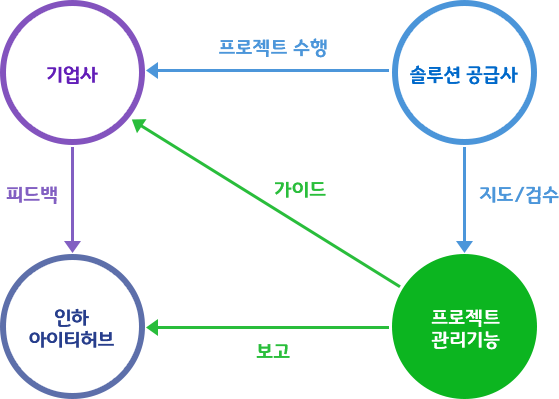 프로젝트 수행
기업사
솔루션 공급사
피드백
가이드
지도/검수
인하
아이티허브
프로젝트
관리기능
보고